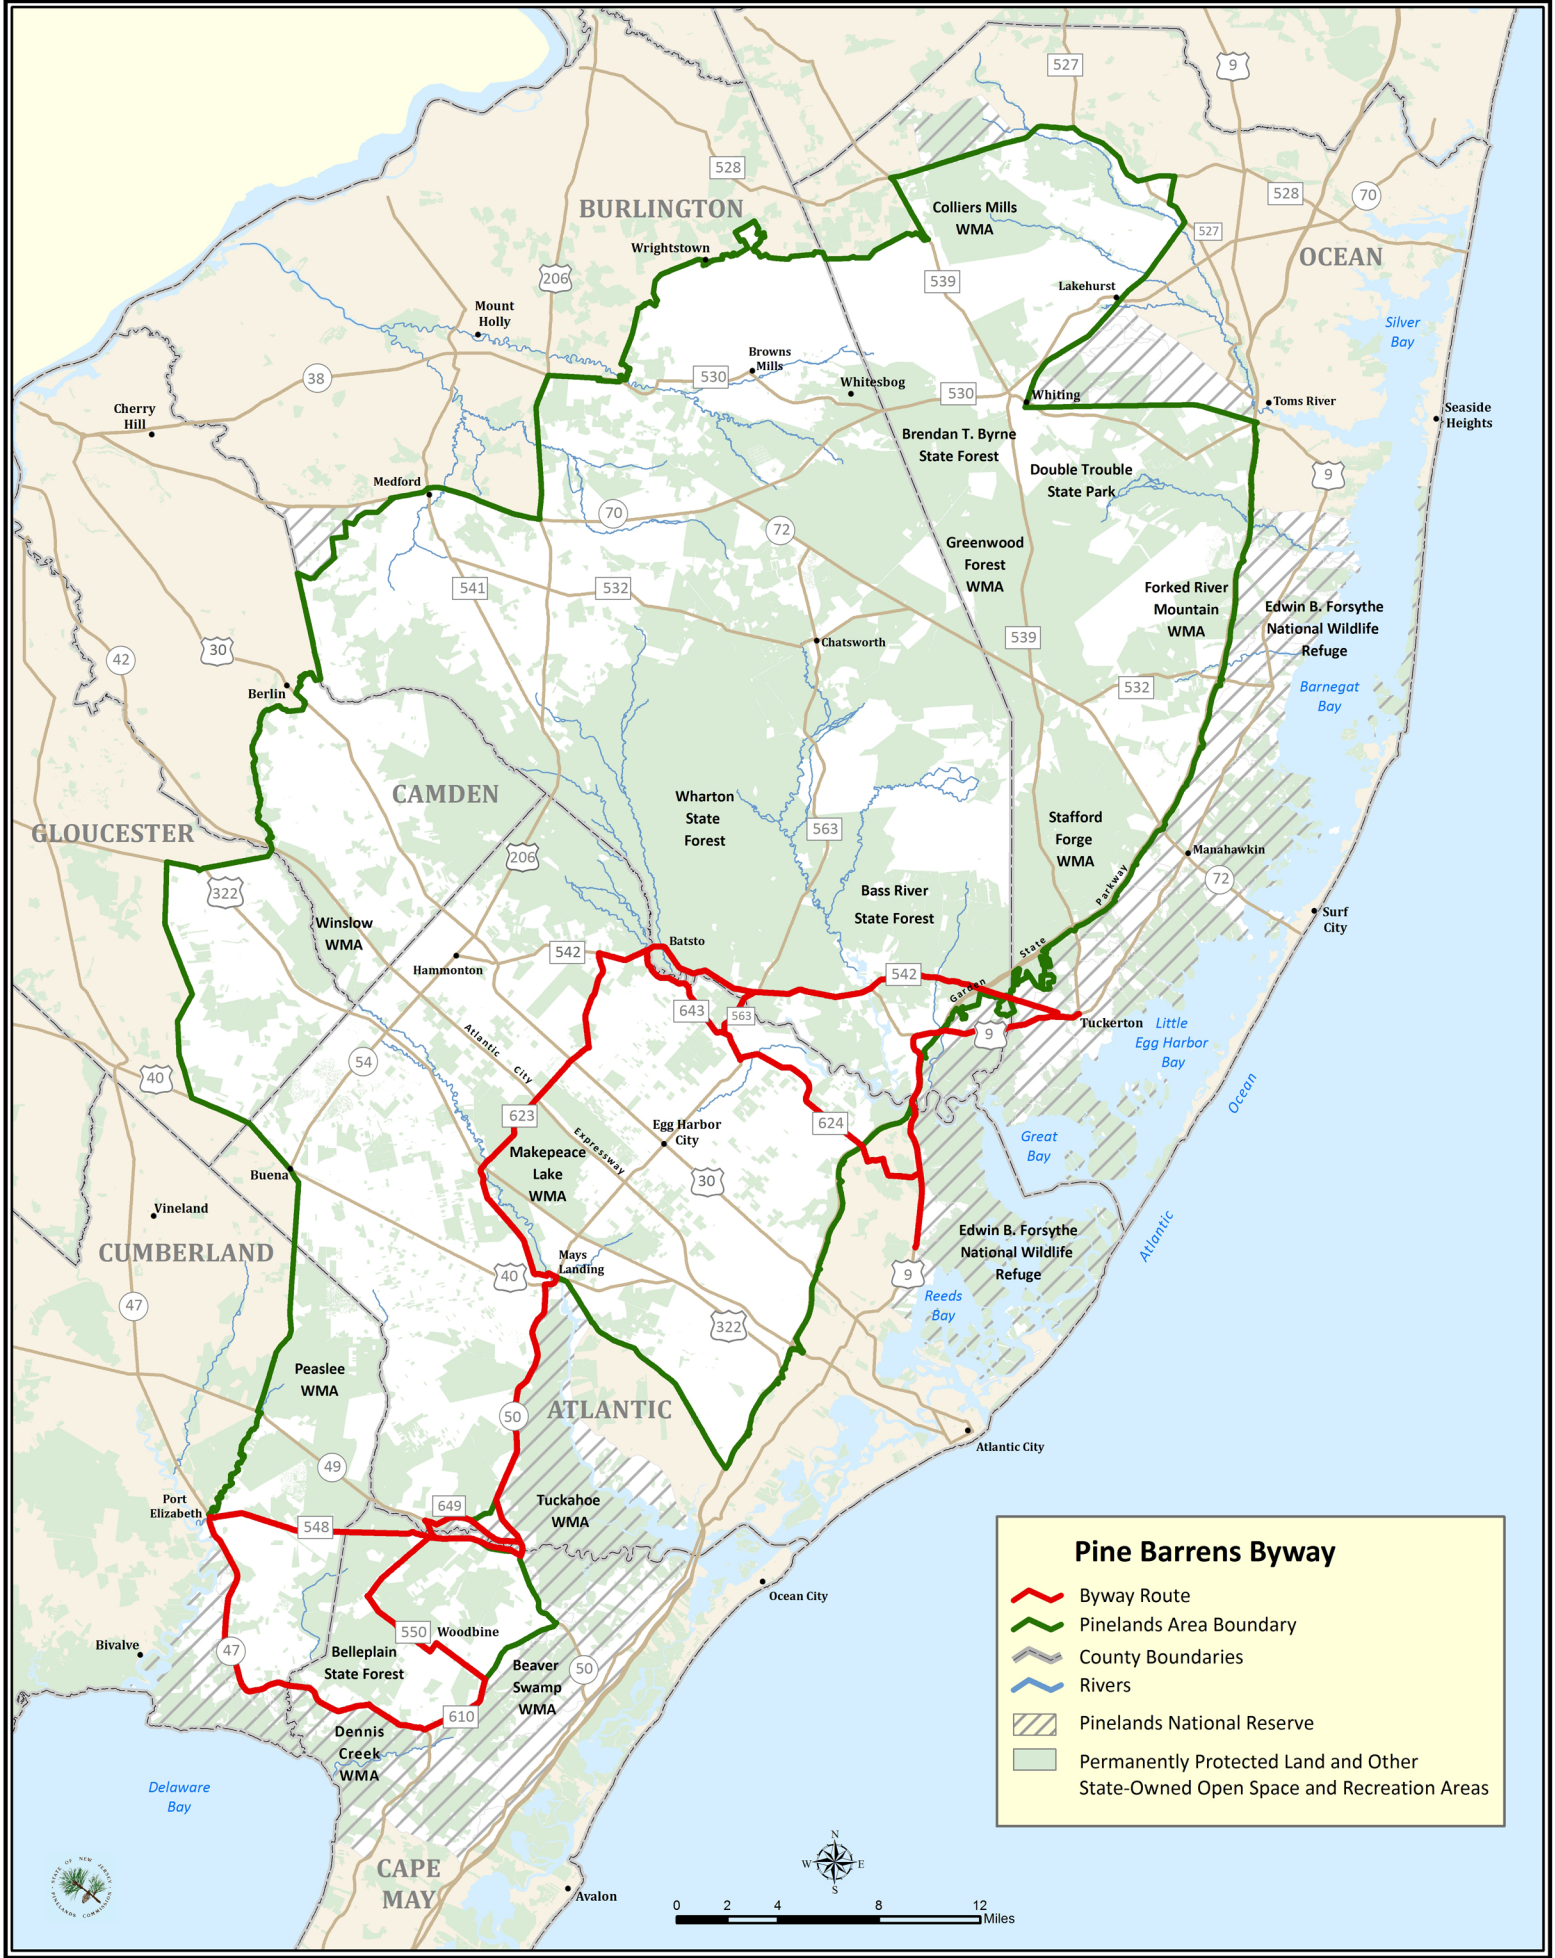 527
9
528
BURLINGTON
528
70
Colliers Mills
WMA
527
Wrightstown
OCEAN
206
539
Lakehurst
Mount
Holly
Silver
Bay
Browns
Mills
38
530
Whitesbog
530
Whiting
Toms River
Seaside
Heights
Cherry
Hill
Brendan T. Byrne
State Forest
Double Trouble
State Park
9
Medford
70
72
Greenwood
Forest
WMA
541
532
Forked River
Mountain
WMA
Edwin B. Forsythe
National Wildlife
Refuge
30
42
Chatsworth
539
Berlin
532
Barnegat
Bay
CAMDEN
Wharton
State
Forest
GLOUCESTER
563
Stafford
Forge
WMA
206
Manahawkin
322
Bass River
State Forest
72
Parkway
Winslow
WMA
Surf
City
Batsto
542
State
Hammonton
542
Garden
643
563
Tuckerton
9
Little
Egg Harbor
Bay
Atlantic
City
Expressway
54
40
Ocean
623
624
Egg Harbor
City
Great
Bay
Makepeace
Lake
WMA
Buena
30
Vineland
Atlantic
Edwin B. Forsythe
National Wildlife
Refuge
CUMBERLAND
Mays
Landing
40
9
Reeds
Bay
47
322
Peaslee
WMA
ATLANTIC
50
Atlantic City
49
Port
Elizabeth
649
Tuckahoe
WMA
548
Ocean City
550
Woodbine
Bivalve
47
Belleplain
State Forest
Beaver
Swamp
WMA
50
610
Dennis
Creek
WMA
Delaware
Bay
CAPE
MAY
Avalon
Pine Barrens Byway
Byway Route
Pinelands Area Boundary
County Boundaries
Rivers
Pinelands National Reserve
Permanently Protected Land and Other
State-Owned Open Space and Recreation Areas
N
W E
S
0 2 4 8 12
Miles
STATE OF NEW JERSEY
PINELANDS COMMISSION